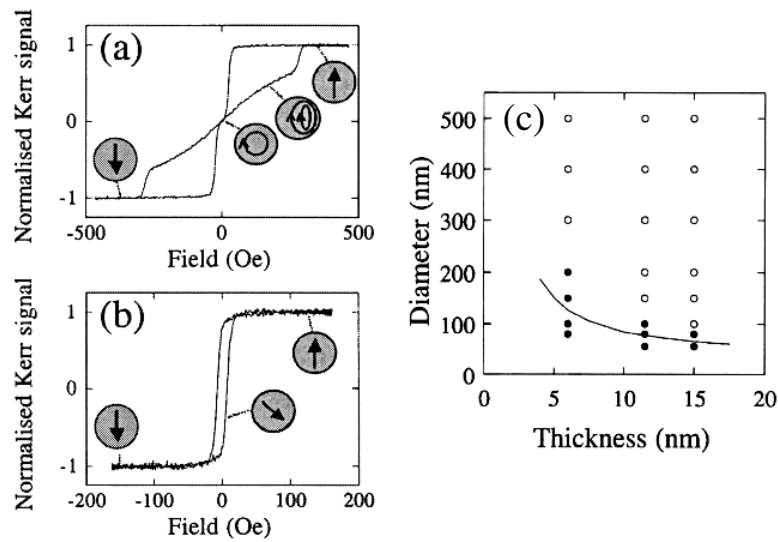 (a)
Normalised Kerr signal
1
0
-1
-500
0
500
Field (Oe)
(b)
Normalised Kerr signal
1
0
-1
-200
-100
0
100
200
Field (Oe)
(c)
Diameter (nm)
500
400
300
200
100
0
0
5
10
15
20
Thickness (nm)